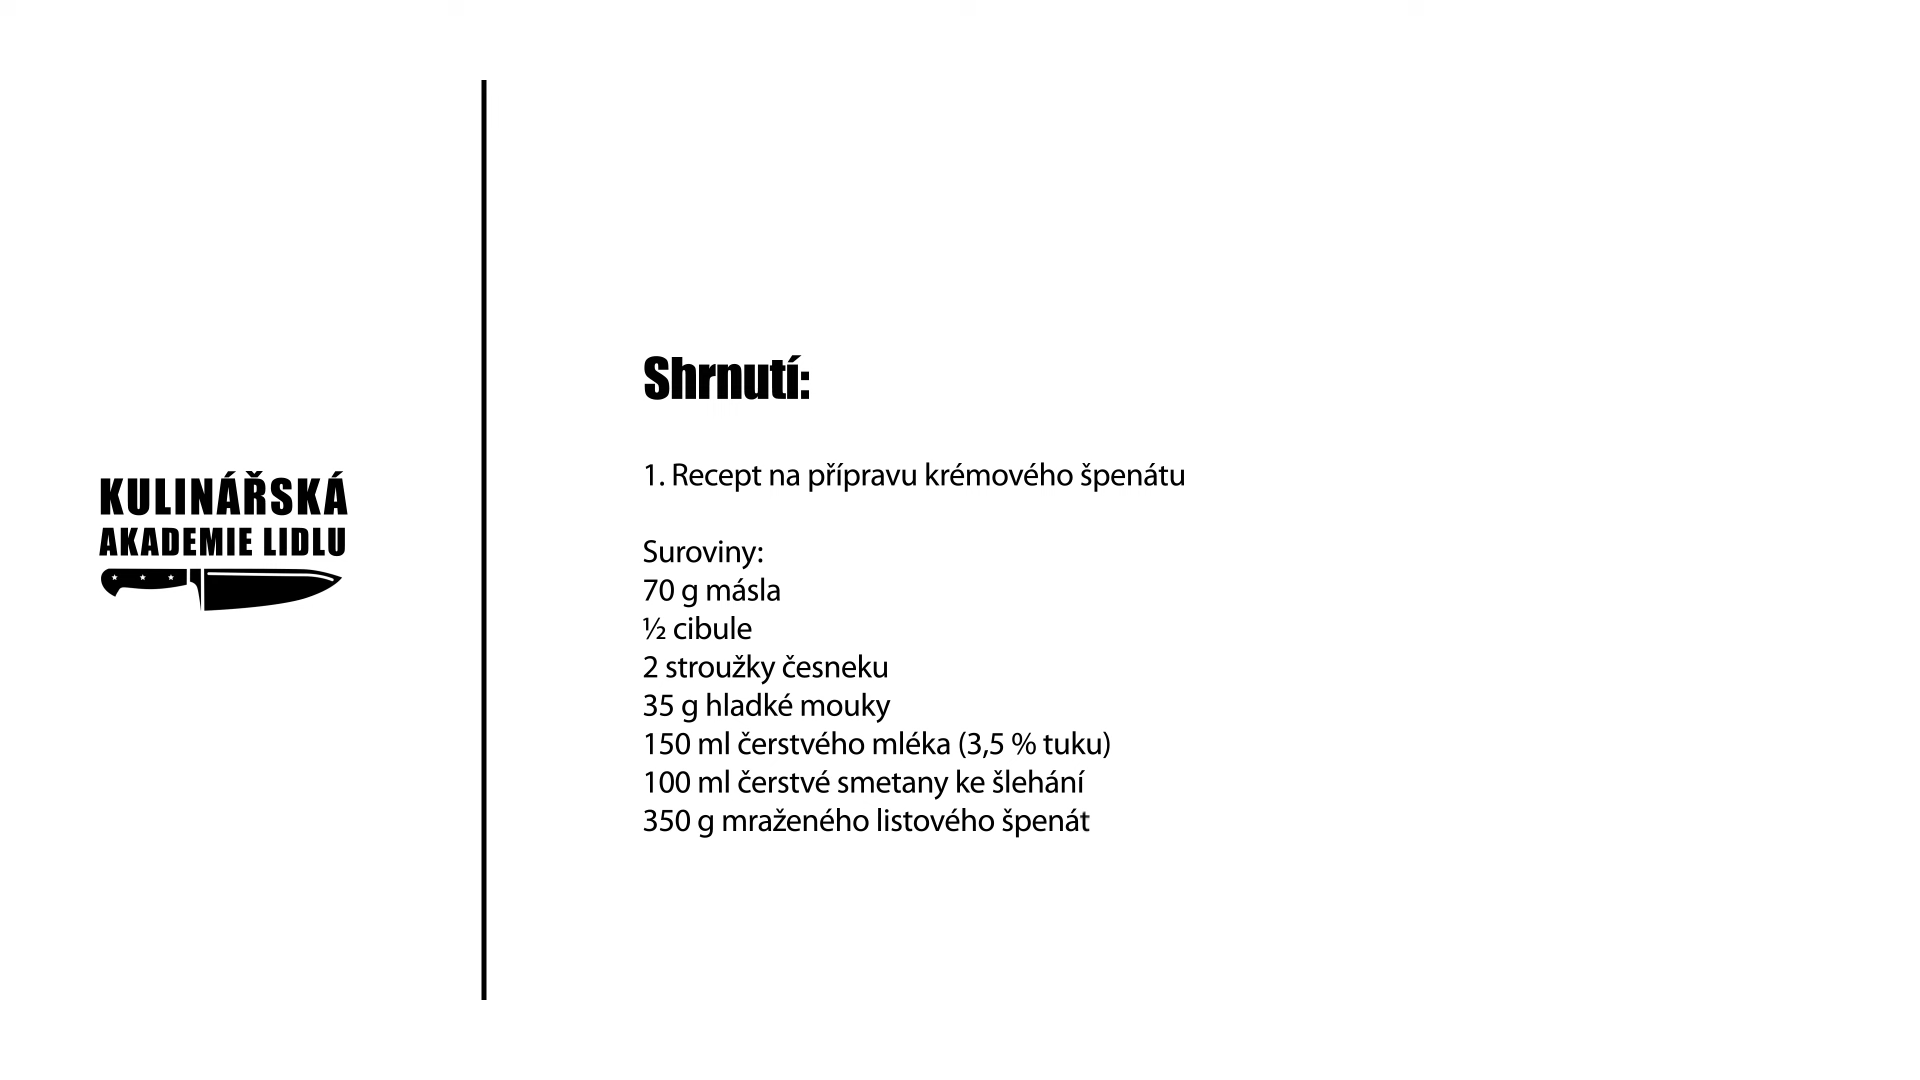 KULINÁŘSKÁ
AKADEMIE LIDLU
Shrnutí:
1. Recept na přípravu krémového špenátu
Suroviny:
70 g másla
½ cibule
2 stroužky česneku
35 g hladké mouky
150 ml čerstvého mléka (3,5 % tuku)
100 ml čerstvé smetany ke šlehání
350 g mraženého listového špenát